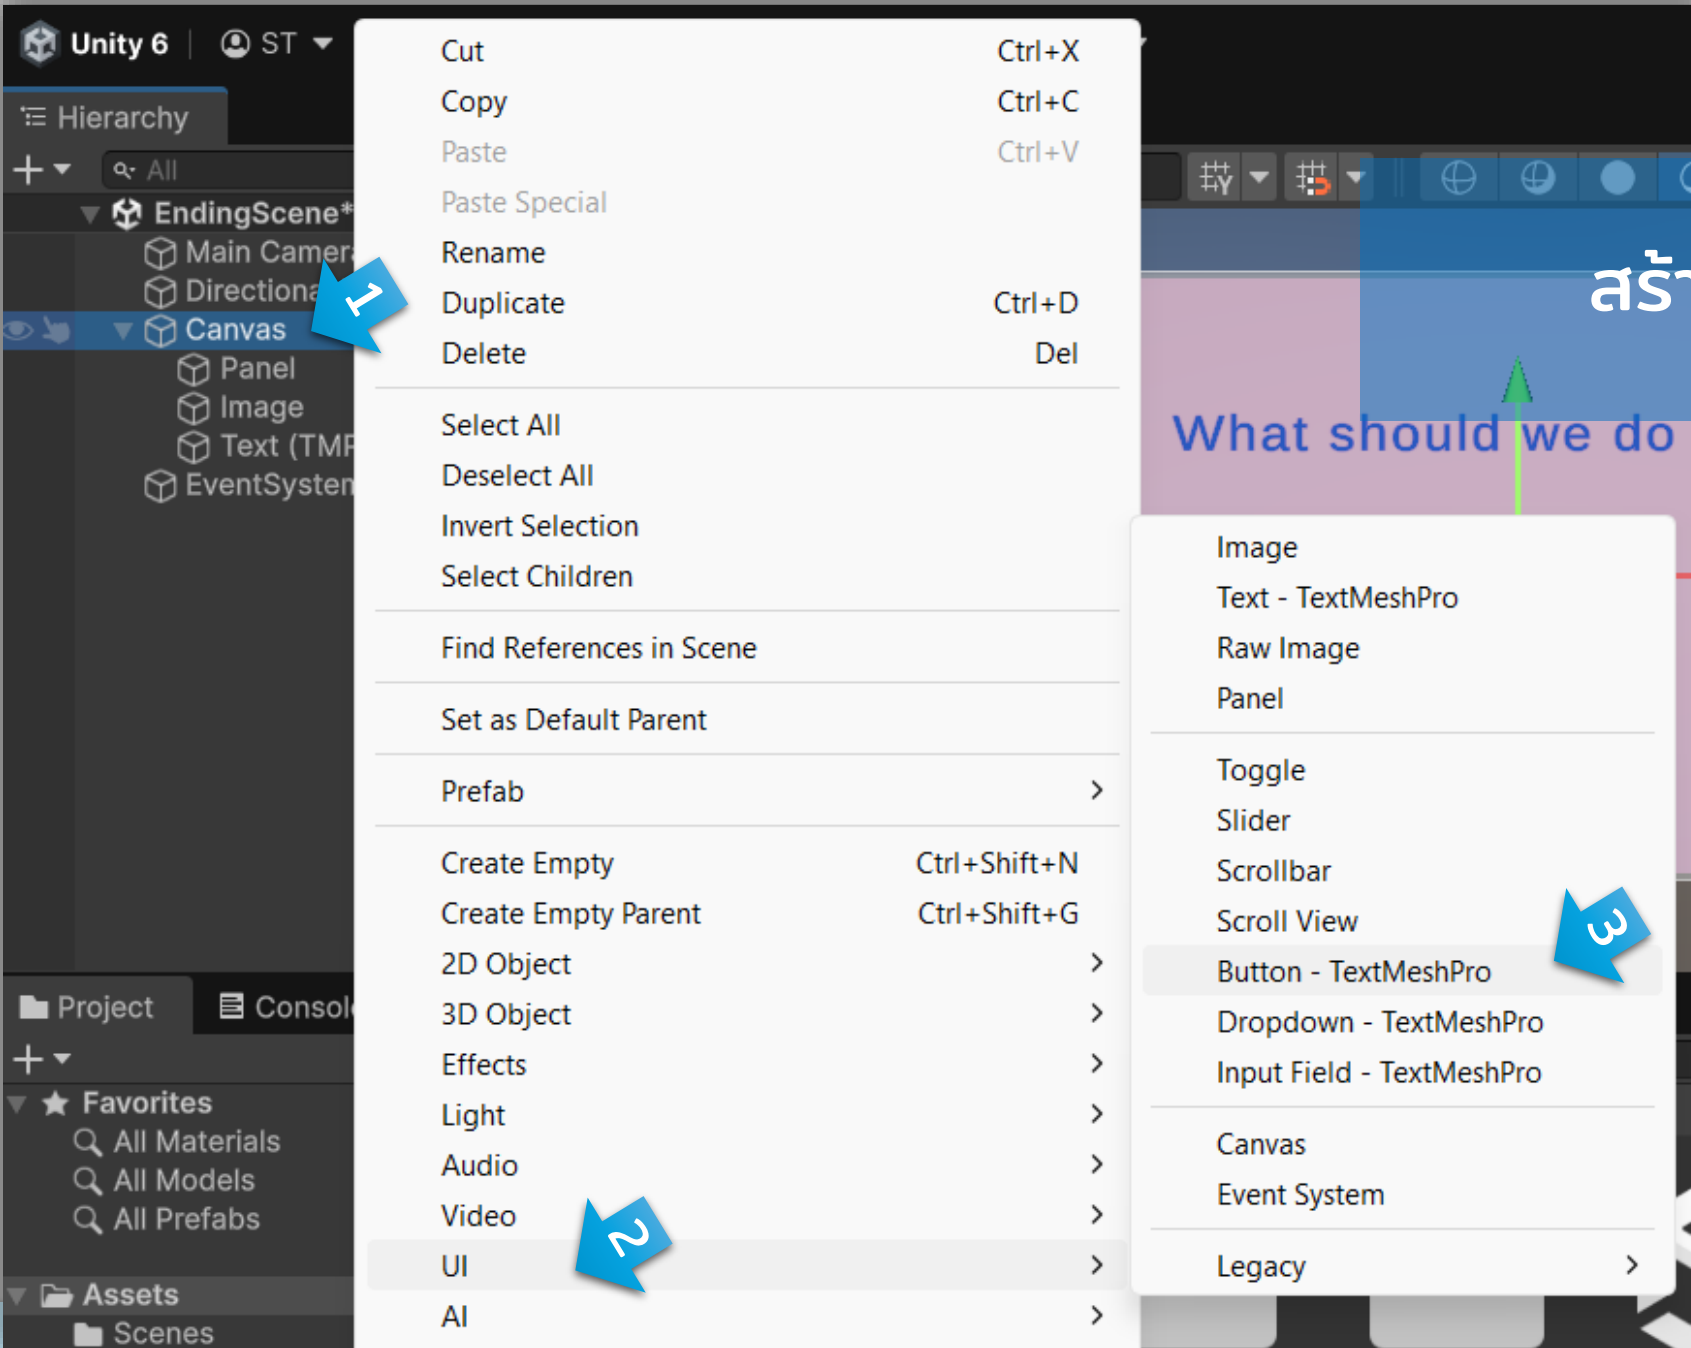 Unity 6
ST
Hierarchy
All
EndingScene*
Main Camera
Directiona
Canvas
Panel
Image
Text (TMP
EventSystem
Project
Consol
Favorites
All Materials
All Models
All Prefabs
Assets
Scenes
Cut Ctrl+X
Copy Ctrl+C
Paste Ctrl+V
Paste Special
Rename
Duplicate Ctrl+D
Delete Del
Select All
Deselect All
Invert Selection
Select Children
Find References in Scene
Set as Default Parent
Prefab
Create Empty Ctrl+Shift+N
Create Empty Parent Ctrl+Shift+G
2D Object
3D Object
Effects
Light
Audio
Video
UI
AI
1
2
3
สร้า
What should we do
Image
Text - TextMeshPro
Raw Image
Panel
Toggle
Slider
Scrollbar
Scroll View
Button - TextMeshPro
Dropdown - TextMeshPro
Input Field - TextMeshPro
Canvas
Event System
Legacy